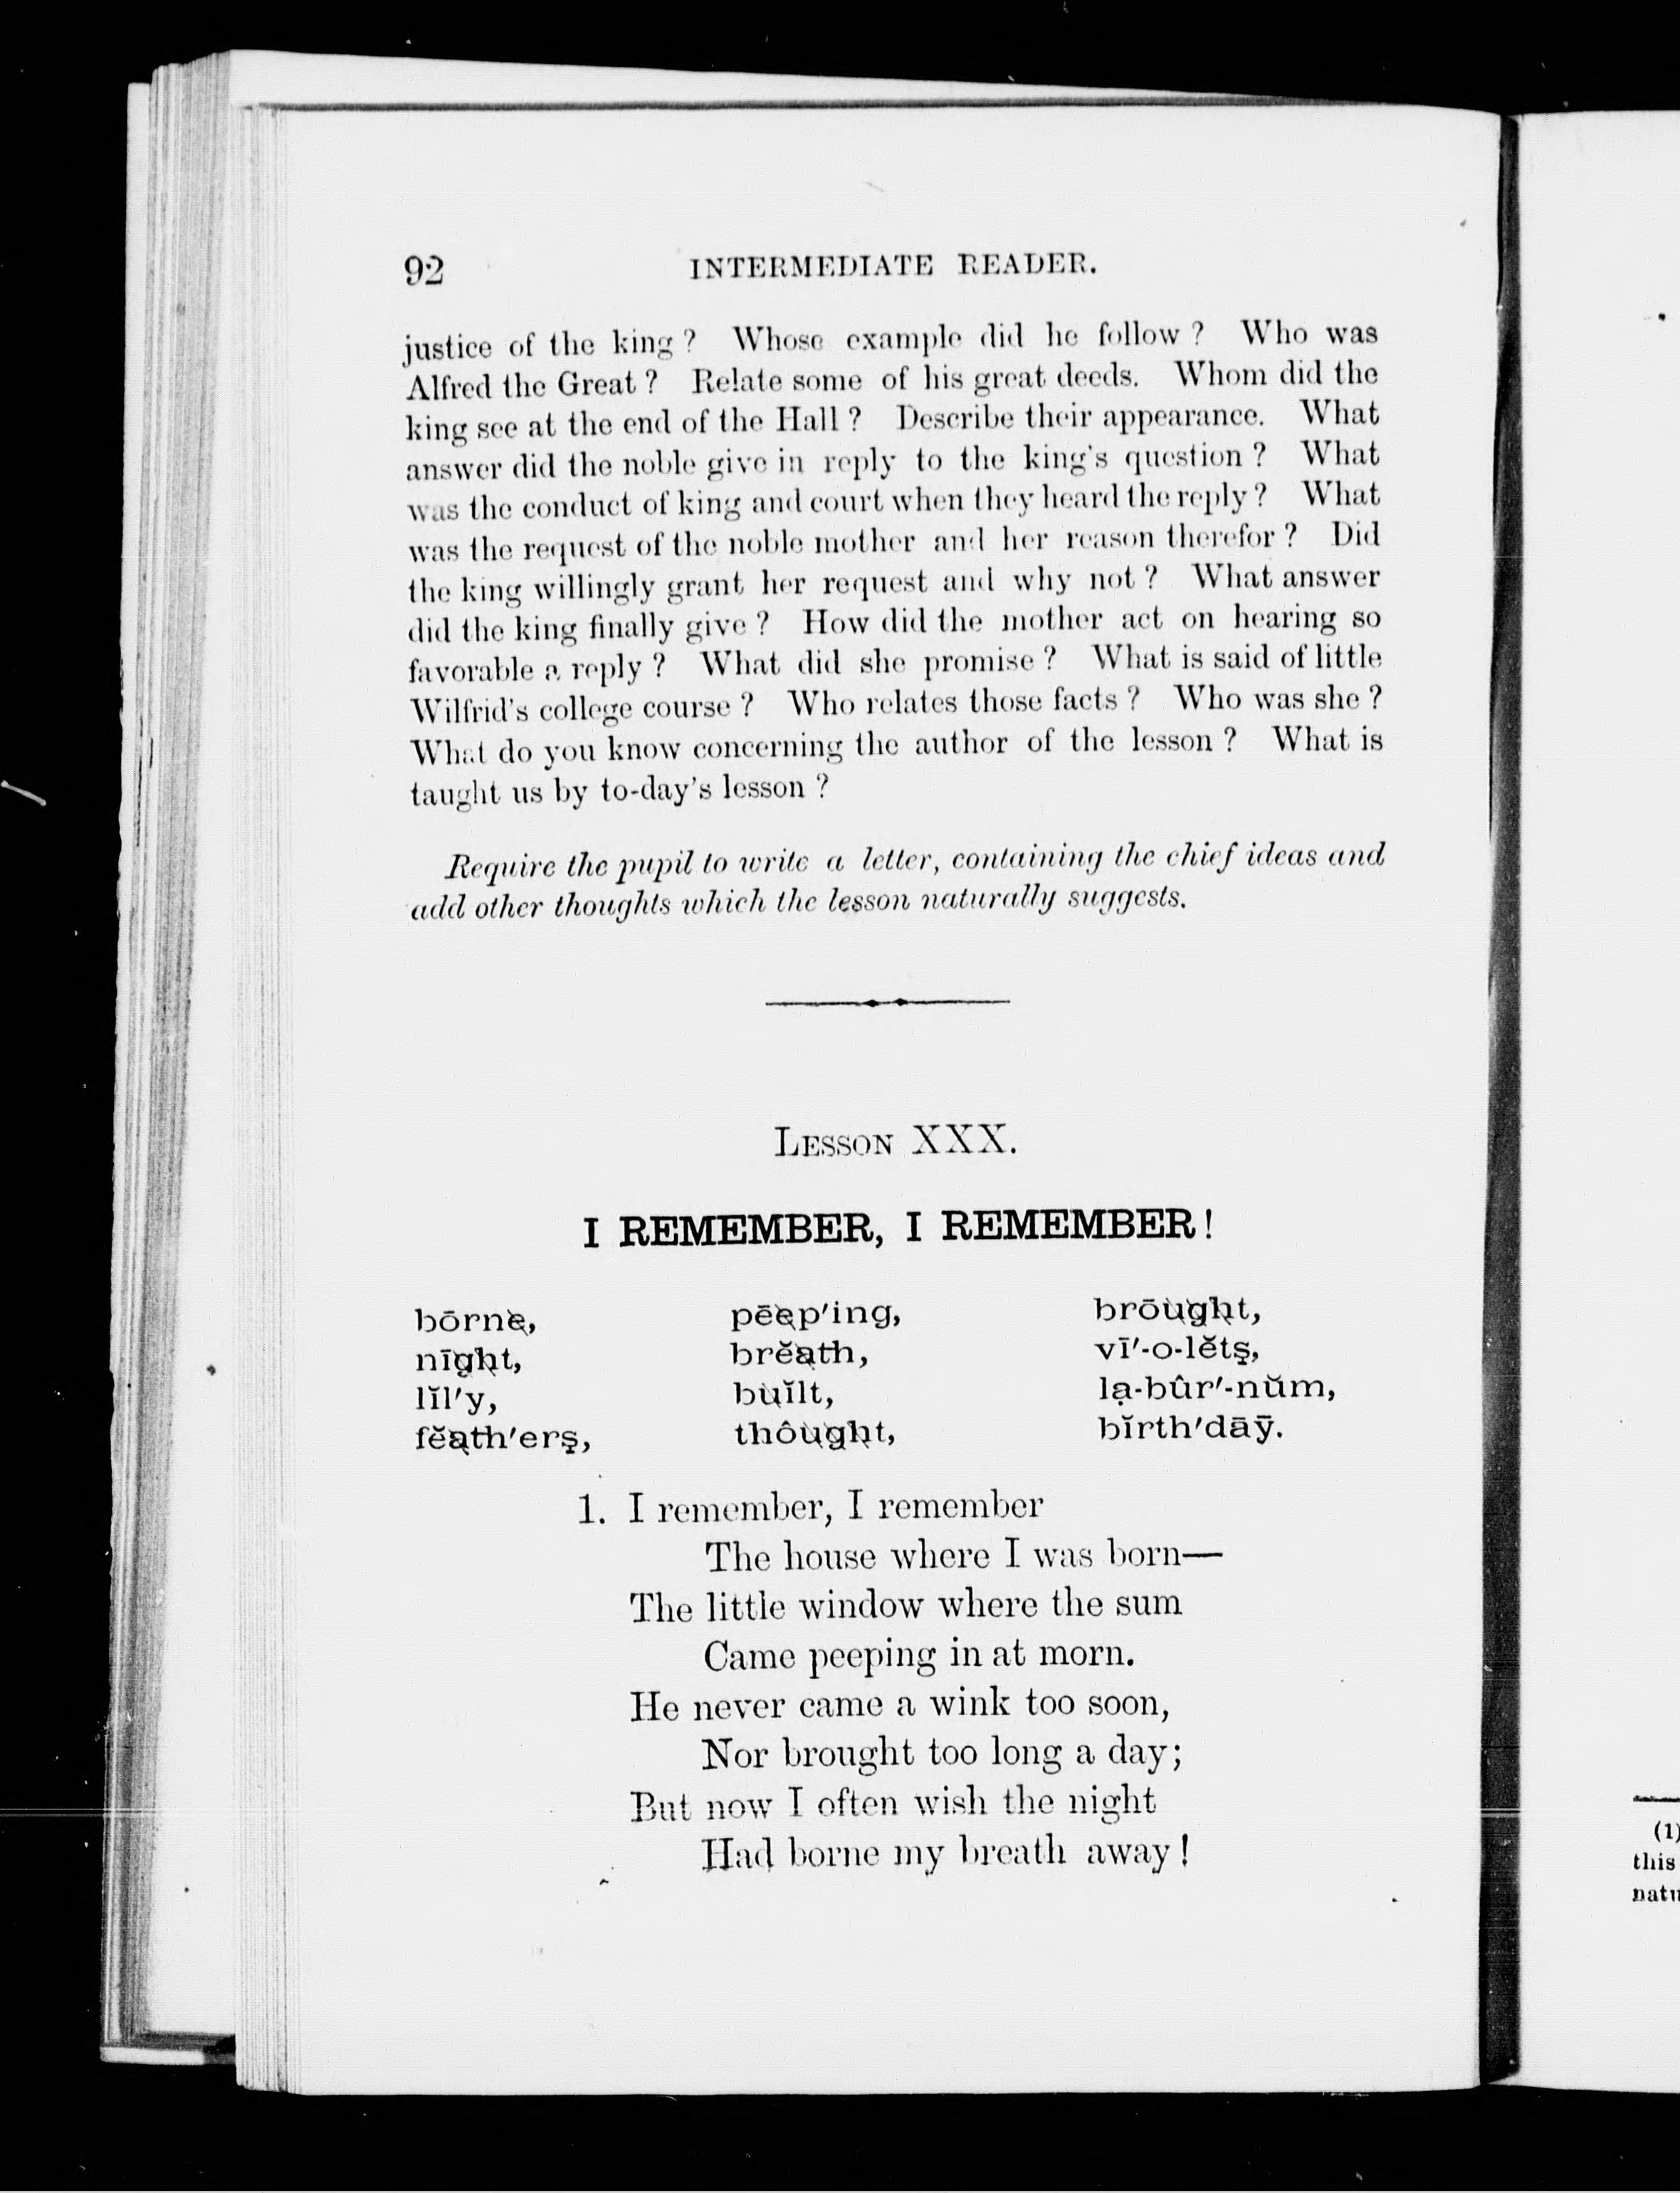 92 INTERMEDIATE READER.
justice of the king ? Whose example did he follow ? Who was
Alfred the Great ? Relate some of his great deeds. Whom did the
king see at the end of the Hall ? Describe their appearance. What
answer did the noble give in reply to the king's question ? What
was the conduct of king and court when they heard the reply ? What
was the request of the noble mother and her reason therefor ? Did
the king willingly grant her request and why not ? What answer
did the king finally give ? How did the mother act on hearing so
favorable a reply ? What did she promise ? What is said of little
Wilfrid's college course ? Who relates those facts ? Who was she ?
What do you know concerning the author of the lesson ? What is
taught us by to-day's lesson ?
Require the pupil to write a letter, containing the chief ideas and
add other thoughts which the lesson naturally suggests.
LESSON XXX.
I REMEMBER, I REMEMBER!
bōrne, pēep'ing, brōught,
nīght, brĕath, vī'-o-lĕtş,
lĭl'y, buĭlt, lạ-bûr'-nŭm,
fĕath'erş, thôught, bĭrth'dāȳ.
1. I remember, I remember
The house where I was born—
The little window where the sum
Came peeping in at morn.
He never came a wink too soon,
Nor brought too long a day;
But now I often wish the night
Had borne my breath away!
(1)
this
natu